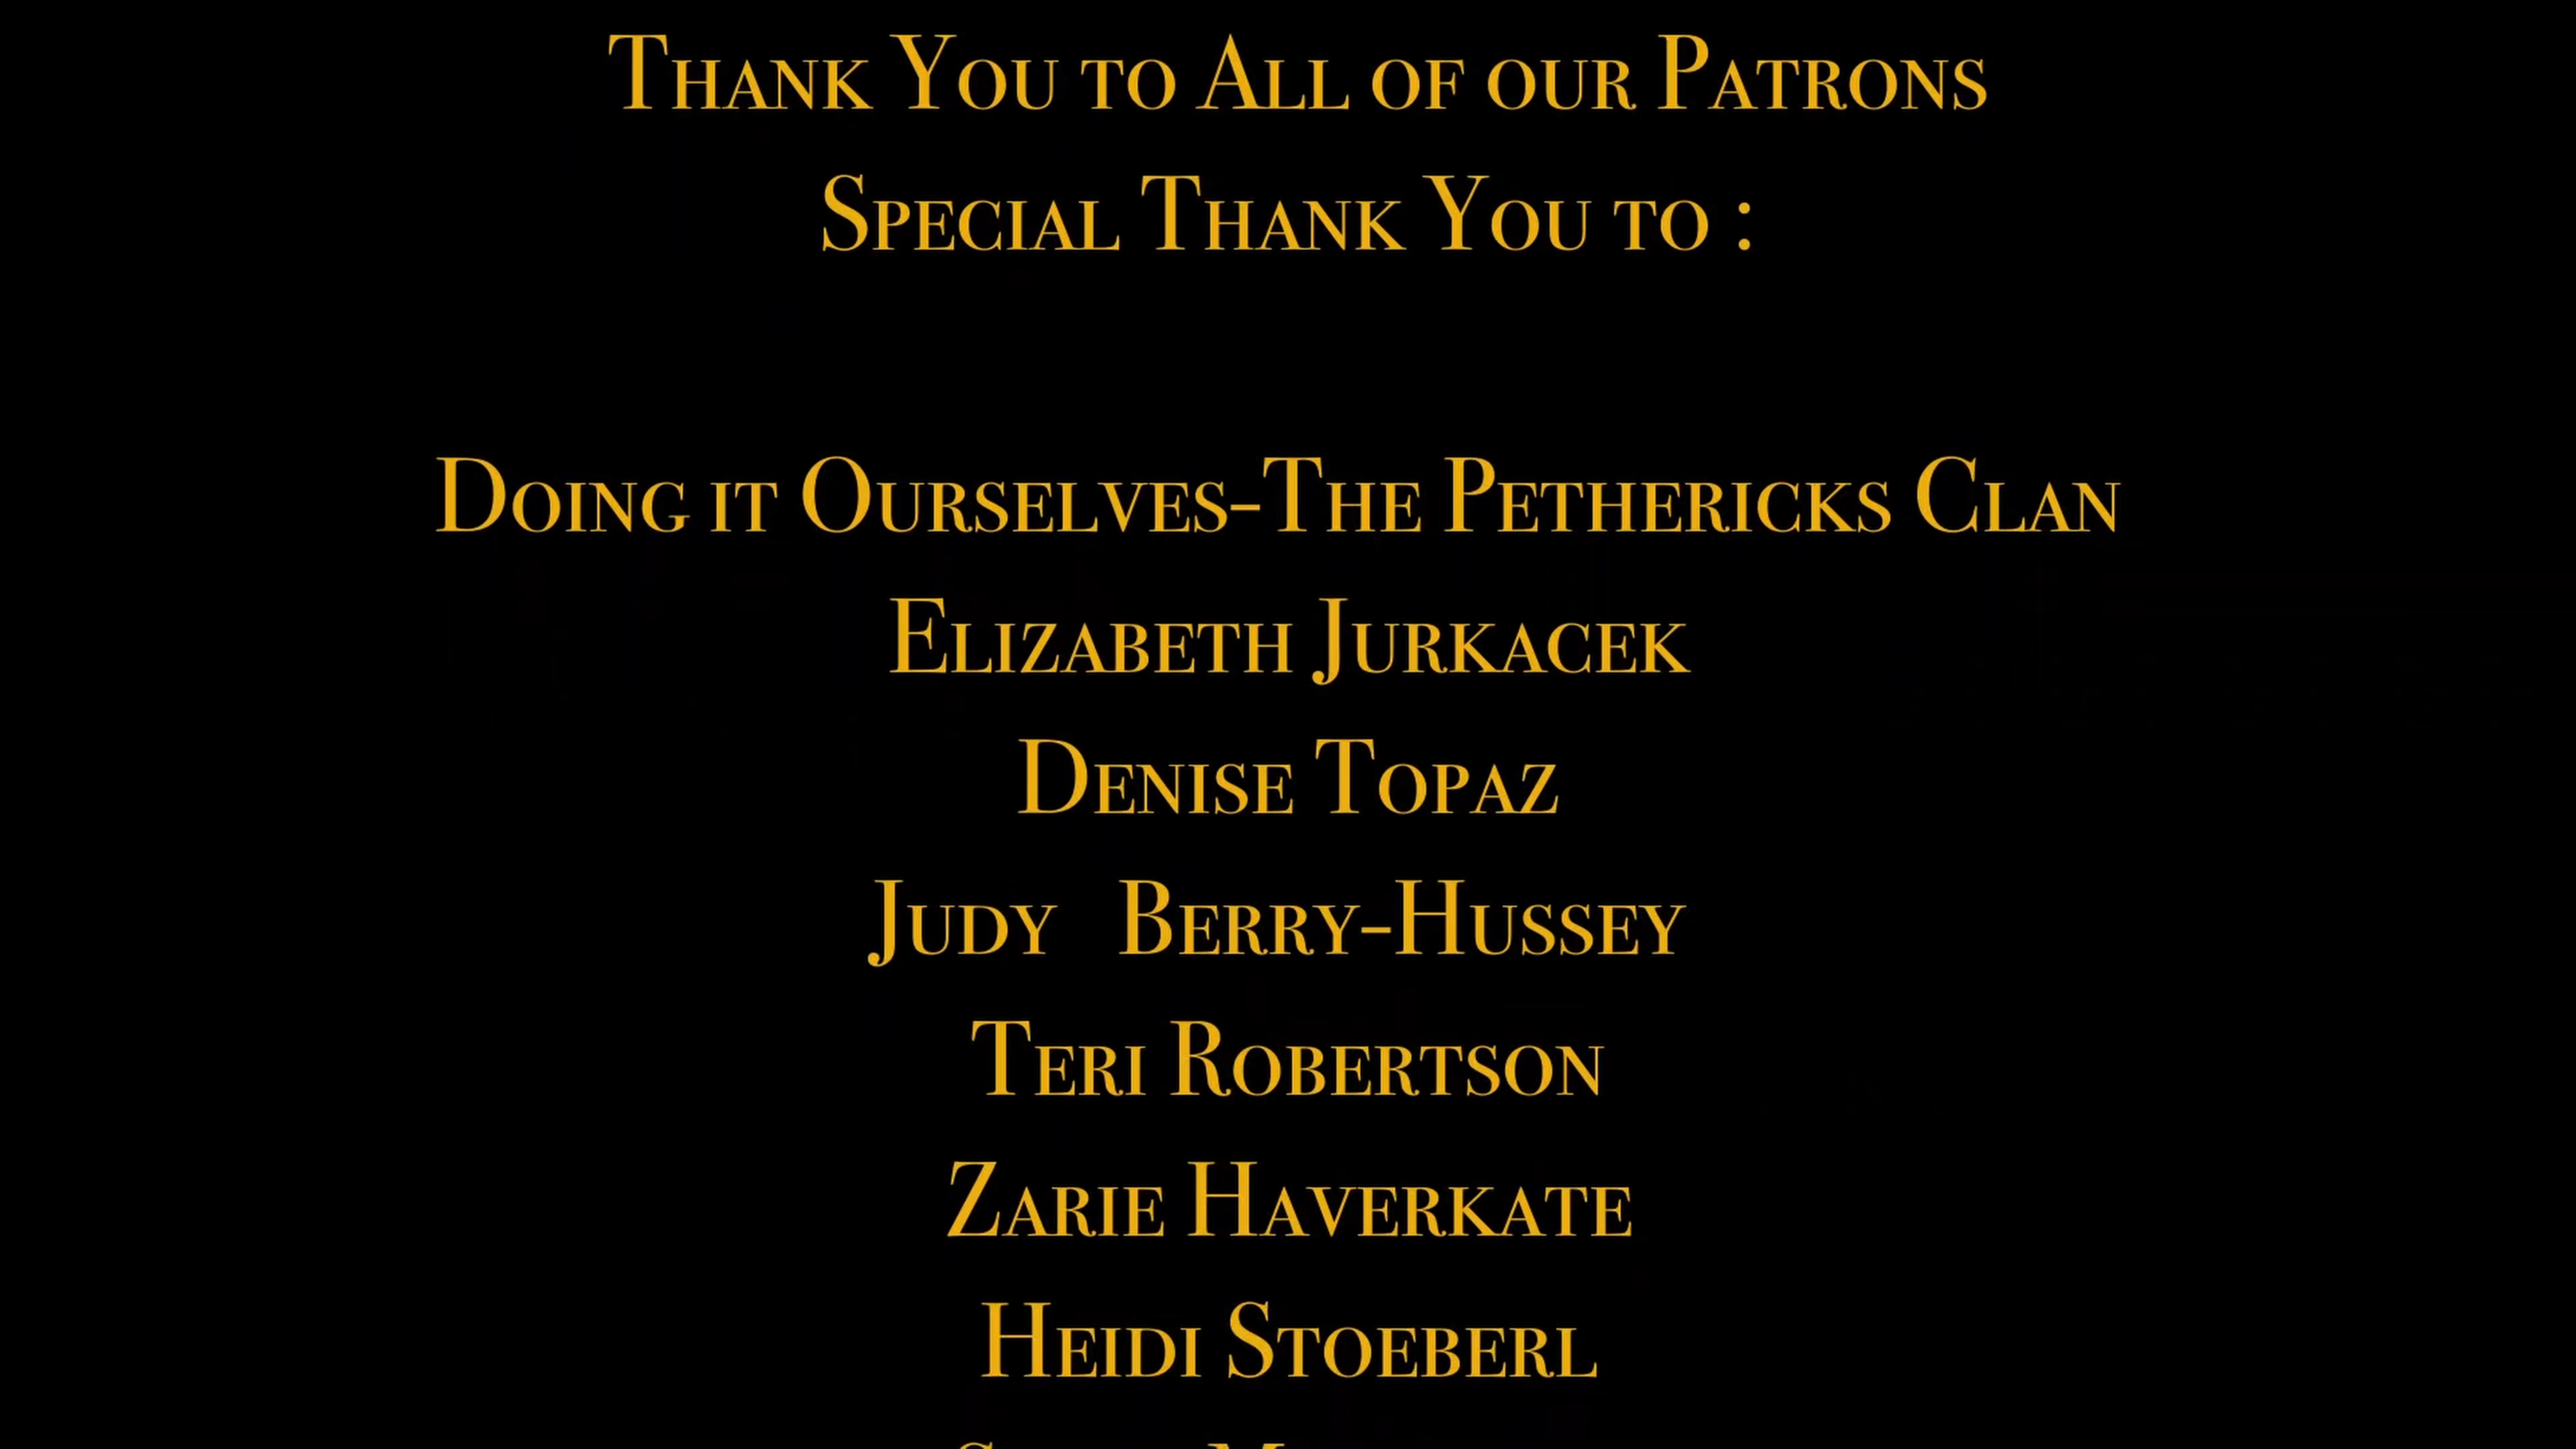 Thank You to All of our Patrons
Special Thank You to :
Doing it Ourselves-The Pethericks Clan
Elizabeth Jurkacek
Denise Topaz
Judy Berry-Hussey
Teri Robertson
Zarie Haverkate
Heidi Stoeberl